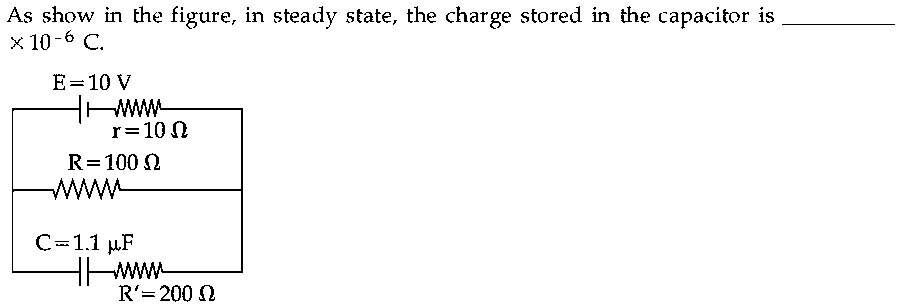 As show in the figure, in steady state, the charge stored in the capacitor is __________
× 10⁻⁶ C.
E = 10 V
r = 10 Ω
R = 100 Ω
C = 1.1 μF
R′ = 200 Ω